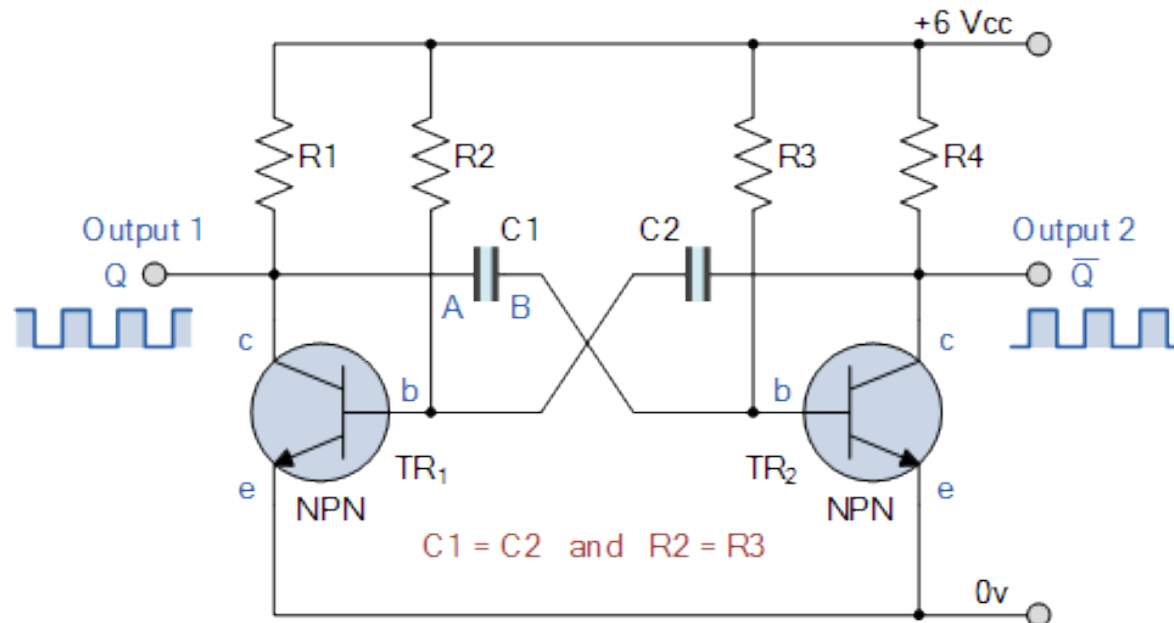 +6 Vcc
R1
R2
R3
R4
Output 1
C1
C2
Output 2
Q
A
B
Q̅
c
c
b
b
TR₁
TR₂
e
e
NPN
NPN
C1 = C2 and R2 = R3
0v